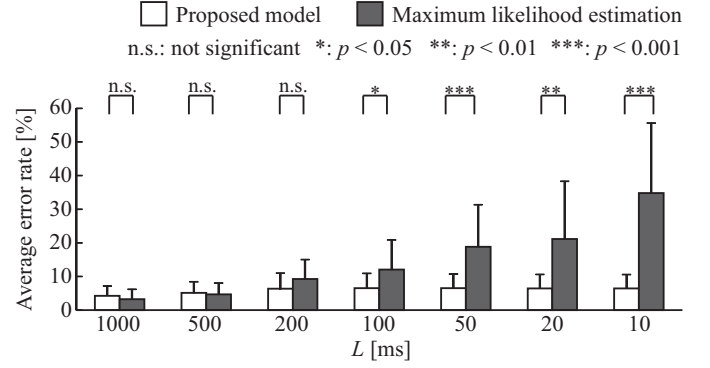 Proposed model Maximum likelihood estimation
n.s.: not significant *: p < 0.05 **: p < 0.01 ***: p < 0.001
n.s. n.s. n.s. * *** ** ***
Average error rate [%]
60
50
40
30
20
10
0
1000 500 200 100 50 20 10
L [ms]